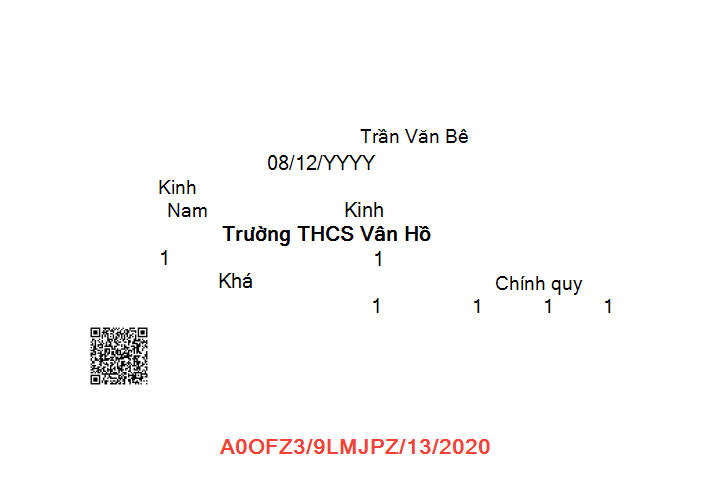 Trần Văn Bê
08/12/YYYY
Kinh
Nam Kinh
Trường THCS Vân Hồ
1 1
Khá Chính quy
1 1 1 1
A0OFZ3/9LMJPZ/13/2020